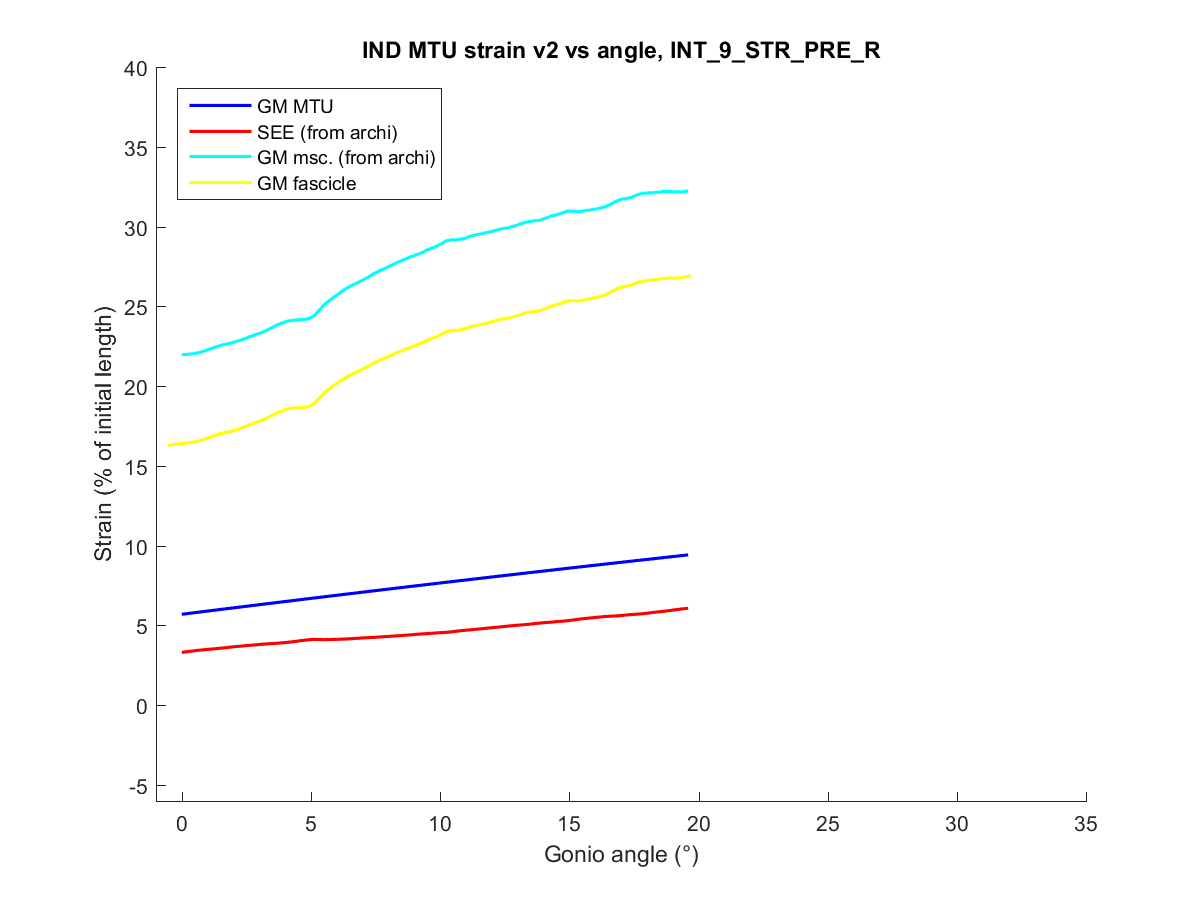 IND MTU strain v2 vs angle, INT_9_STR_PRE_R
40
35
30
25
20
15
10
5
0
-5
GM MTU
SEE (from archi)
GM msc. (from archi)
GM fascicle
Strain (% of initial length)
0 5 10 15 20 25 30 35
Gonio angle (°)